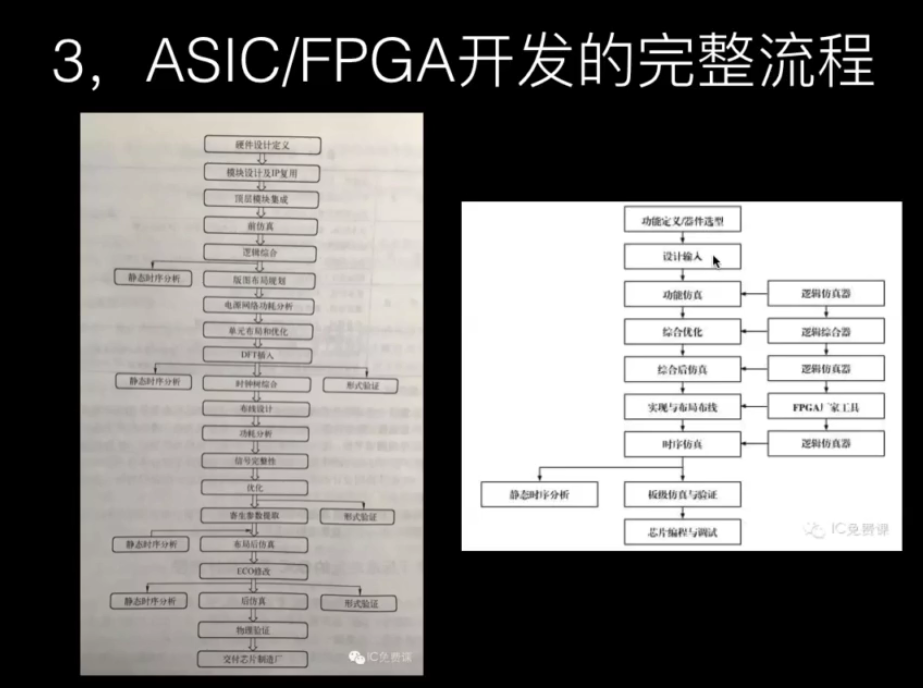 3，ASIC/FPGA开发的完整流程
硬件设计定义
模块设计及IP复用
顶层模块集成
前仿真
逻辑综合
静态时序分析
版图布局规划
电源网络功耗分析
单元布局和优化
DFT插入
静态时序分析
时钟树综合
形式验证
布线设计
功耗分析
信号完整性
优化
寄生参数提取
形式验证
静态时序分析
布局后仿真
ECO修改
静态时序分析
后仿真
形式验证
物理验证
交付芯片制造厂
IC免费课
功能定义/器件选型
设计输入
功能仿真
逻辑仿真器
综合优化
逻辑综合器
综合后仿真
逻辑仿真器
实现与布局布线
FPGA厂家工具
时序仿真
逻辑仿真器
静态时序分析
板级仿真与验证
芯片编程与调试
IC免费课